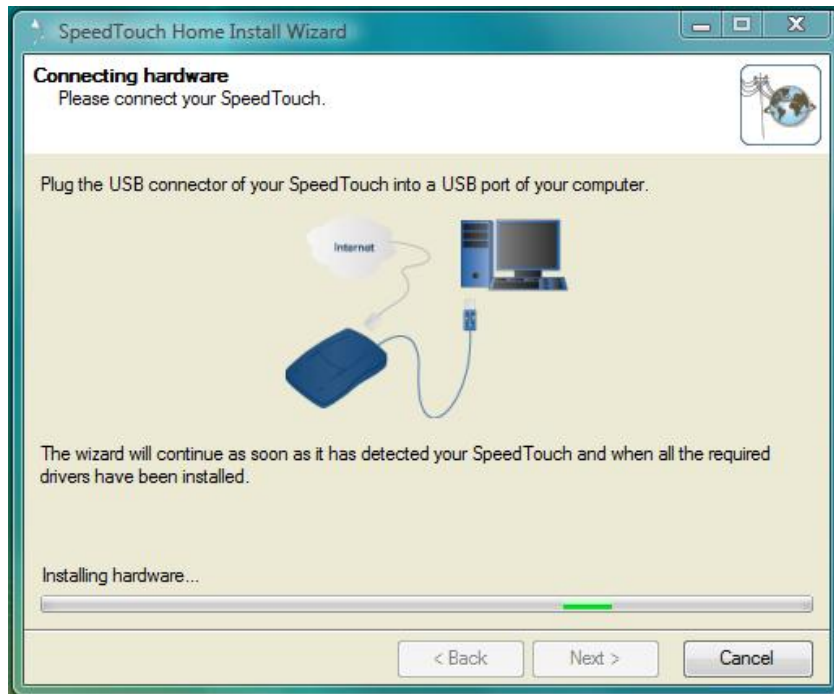 SpeedTouch Home Install Wizard
Connecting hardware
Please connect your SpeedTouch.
Plug the USB connector of your SpeedTouch into a USB port of your computer.
Internet
The wizard will continue as soon as it has detected your SpeedTouch and when all the required
drivers have been installed.
Installing hardware...
< Back
Next >
Cancel